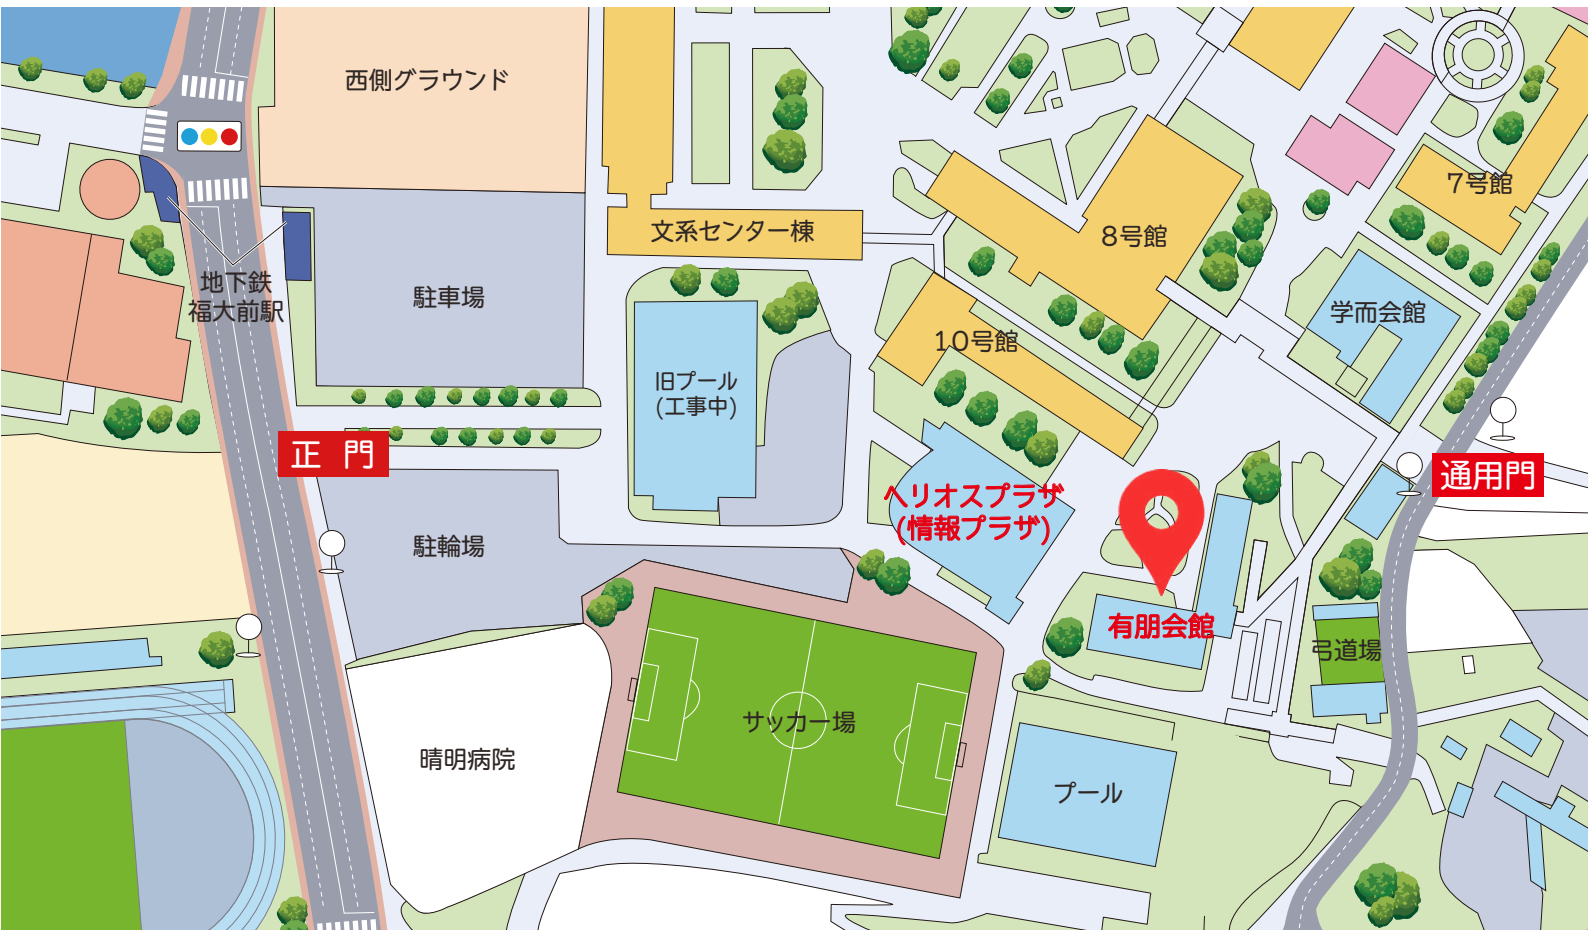 西側グラウンド
7号館
文系センター棟
8号館
地下鉄
福大前駅
駐車場
学而会館
10号館
旧プール
(工事中)
正 門
通用門
ヘリオスプラザ
(情報プラザ)
駐輪場
有朋会館
弓道場
サッカー場
晴明病院
プール